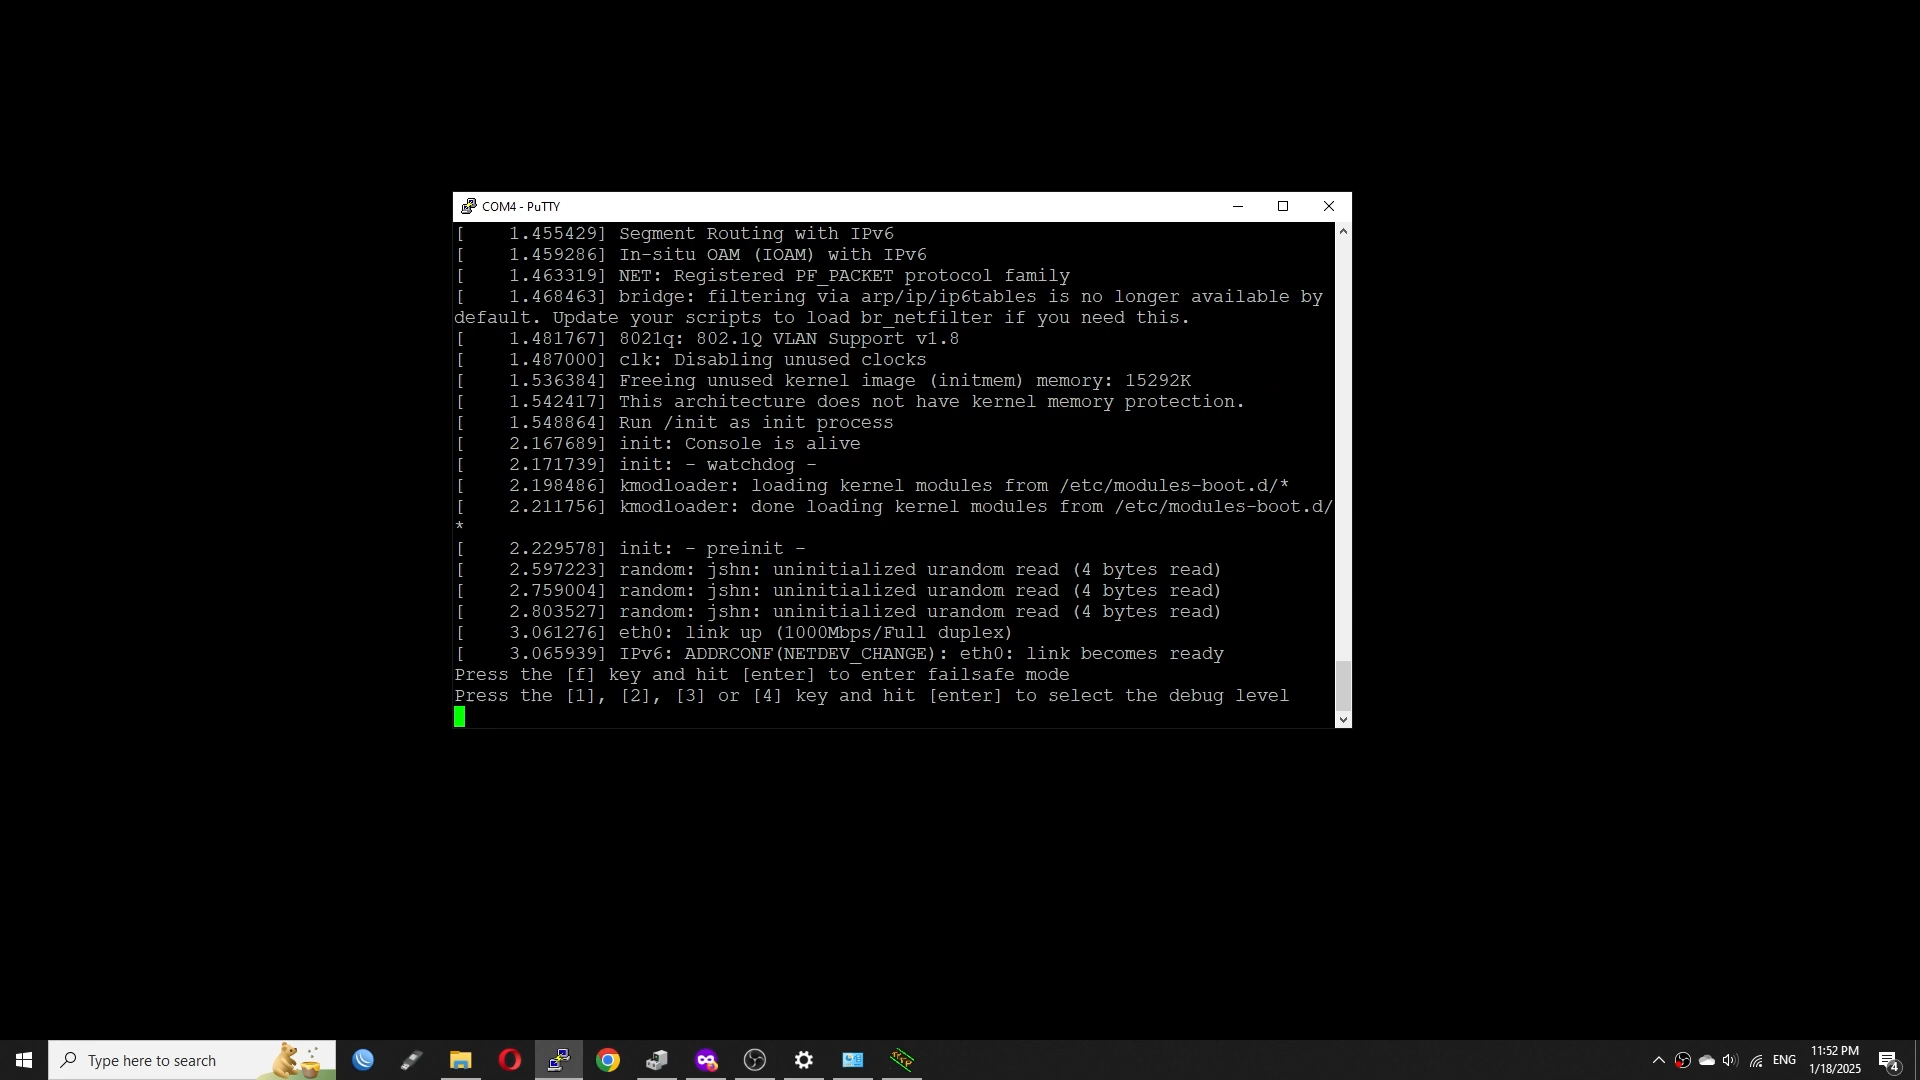 COM4 - PuTTY
[    1.455429] Segment Routing with IPv6
[    1.459286] In-situ OAM (IOAM) with IPv6
[    1.463319] NET: Registered PF_PACKET protocol family
[    1.468463] bridge: filtering via arp/ip/ip6tables is no longer available by
default. Update your scripts to load br_netfilter if you need this.
[    1.481767] 8021q: 802.1Q VLAN Support v1.8
[    1.487000] clk: Disabling unused clocks
[    1.536384] Freeing unused kernel image (initmem) memory: 15292K
[    1.542417] This architecture does not have kernel memory protection.
[    1.548864] Run /init as init process
[    2.167689] init: Console is alive
[    2.171739] init: - watchdog -
[    2.198486] kmodloader: loading kernel modules from /etc/modules-boot.d/*
[    2.211756] kmodloader: done loading kernel modules from /etc/modules-boot.d/
*
[    2.229578] init: - preinit -
[    2.597223] random: jshn: uninitialized urandom read (4 bytes read)
[    2.759004] random: jshn: uninitialized urandom read (4 bytes read)
[    2.803527] random: jshn: uninitialized urandom read (4 bytes read)
[    3.061276] eth0: link up (1000Mbps/Full duplex)
[    3.065939] IPv6: ADDRCONF(NETDEV_CHANGE): eth0: link becomes ready
Press the [f] key and hit [enter] to enter failsafe mode
Press the [1], [2], [3] or [4] key and hit [enter] to select the debug level
Type here to search
ENG
11:52 PM
1/18/2025
4